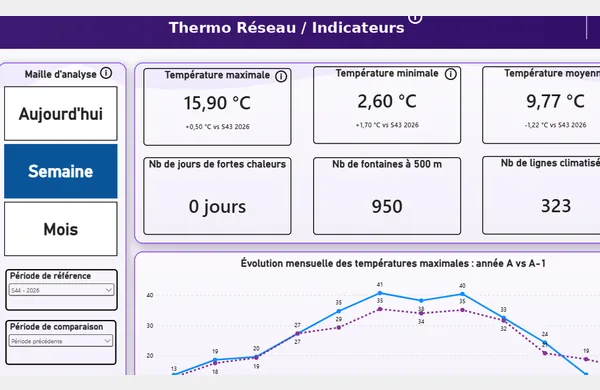 Thermo Réseau / Indicateurs
Maille d'analyse
Aujourd'hui
Semaine
Mois
Période de référence
S44 - 2026
Période de comparaison
Période précédente
Température maximale
15,90 °C
+0,50 °C vs S43 2026
Température minimale
2,60 °C
+1,70 °C vs S43 2026
Température moyenn
9,77 °C
-1,22 °C vs S43 2026
Nb de jours de fortes chaleurs
0 jours
Nb de fontaines à 500 m
950
Nb de lignes climatisé
323
Évolution mensuelle des températures maximales : année A vs A-1
40
30
20
13
19
18
20
19
27
27
35
29
41
35
38
34
40
35
33
32
24
21
19